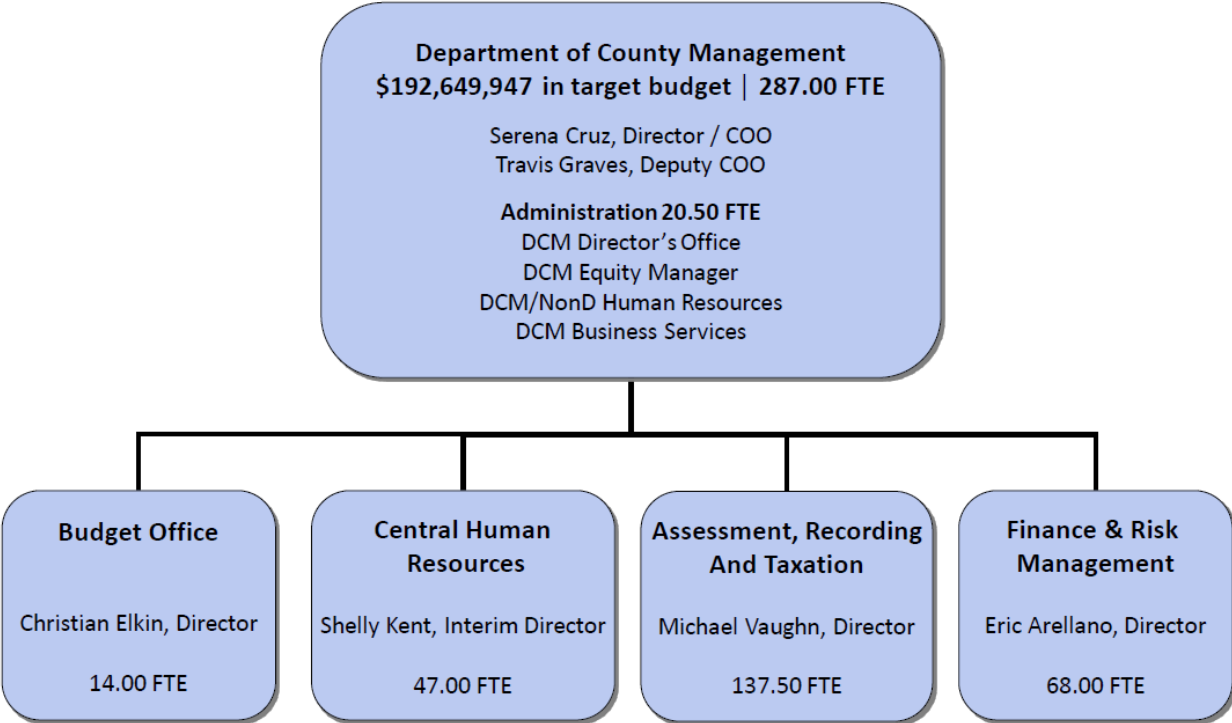 Department of County Management
$192,649,947 in target budget | 287.00 FTE
Serena Cruz, Director / COO
Travis Graves, Deputy COO
Administration 20.50 FTE
DCM Director’s Office
DCM Equity Manager
DCM/NonD Human Resources
DCM Business Services
Budget Office
Christian Elkin, Director
14.00 FTE
Central Human
Resources
Shelly Kent, Interim Director
47.00 FTE
Assessment, Recording
And Taxation
Michael Vaughn, Director
137.50 FTE
Finance & Risk
Management
Eric Arellano, Director
68.00 FTE